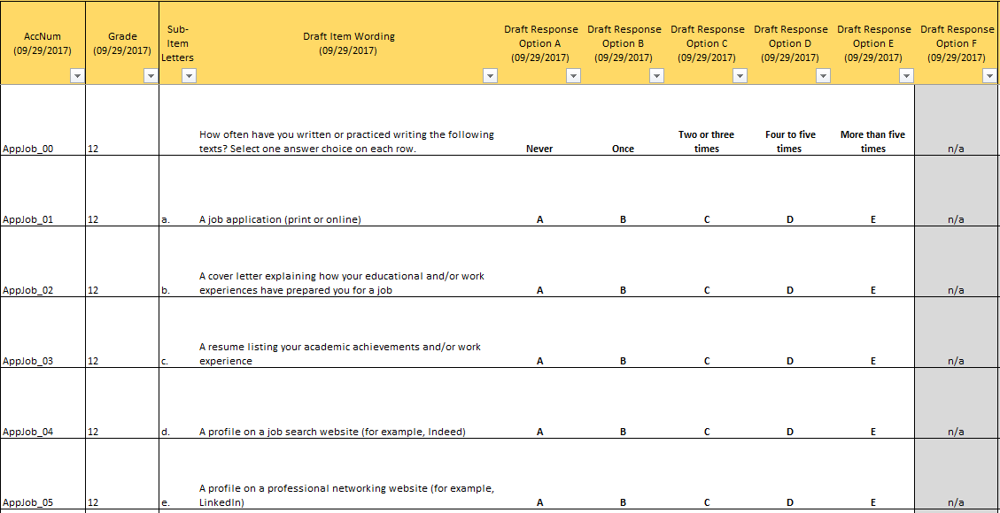 AccNum
(09/29/2017)
Grade
(09/29/2017)
Sub-
Item
Letters
Draft Item Wording
(09/29/2017)
Draft Response
Option A
(09/29/2017)
Draft Response
Option B
(09/29/2017)
Draft Response
Option C
(09/29/2017)
Draft Response
Option D
(09/29/2017)
Draft Response
Option E
(09/29/2017)
Draft Response
Option F
(09/29/2017)
AppJob_00
12
How often have you written or practiced writing the following
texts? Select one answer choice on each row.
Never
Once
Two or three
times
Four to five
times
More than five
times
n/a
AppJob_01
12
a.
A job application (print or online)
A
B
C
D
E
n/a
AppJob_02
12
b.
A cover letter explaining how your educational and/or work
experiences have prepared you for a job
A
B
C
D
E
n/a
AppJob_03
12
c.
A resume listing your academic achievements and/or work
experience
A
B
C
D
E
n/a
AppJob_04
12
d.
A profile on a job search website (for example, Indeed)
A
B
C
D
E
n/a
AppJob_05
12
e.
A profile on a professional networking website (for example,
LinkedIn)
A
B
C
D
E
n/a